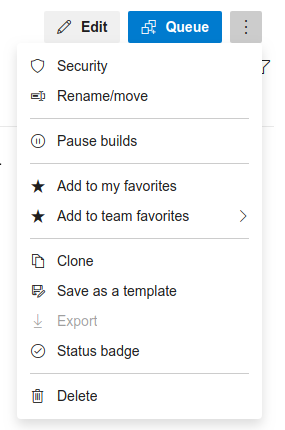 Edit Queue
Security
Rename/move
Pause builds
Add to my favorites
Add to team favorites
Clone
Save as a template
Export
Status badge
Delete